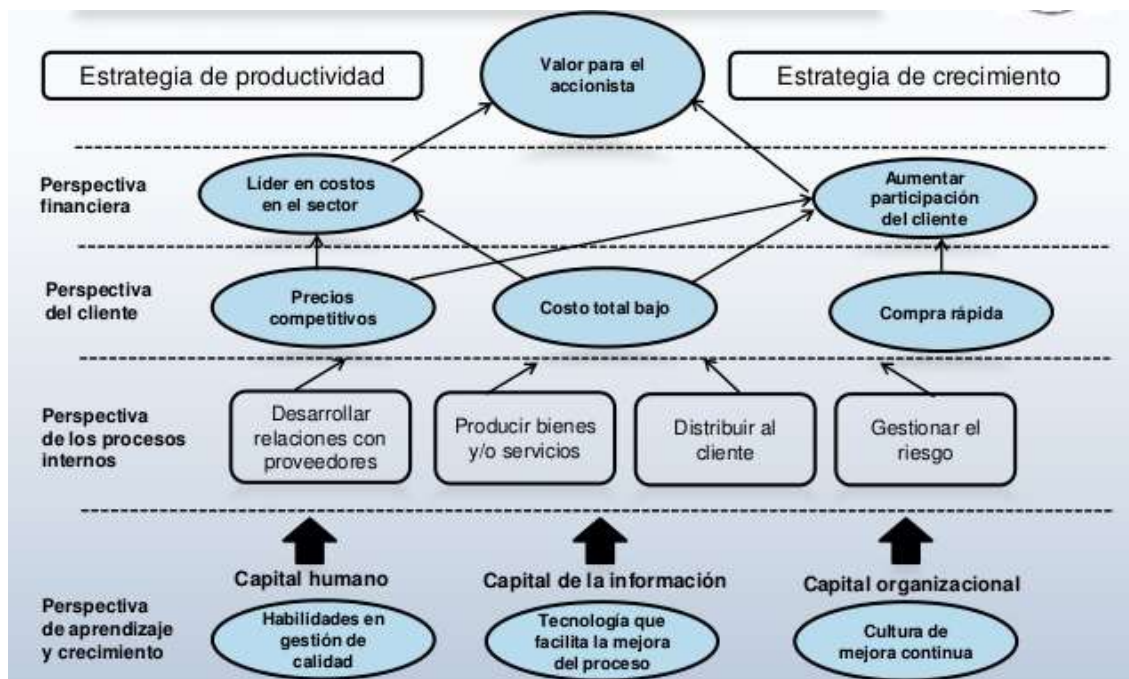 Estrategia de productividad
Valor para el
accionista
Estrategia de crecimiento
Perspectiva
financiera
Lider en costos
en el sector
Aumentar
participación
del cliente
Perspectiva
del cliente
Precios
competitivos
Costo total bajo
Compra rápida
Perspectiva
de los procesos
internos
Desarrollar
relaciones con
proveedores
Producir bienes
y/o servicios
Distribuir al
cliente
Gestionar el
riesgo
Capital humano
Capital de la información
Capital organizacional
Perspectiva
de aprendizaje
y crecimiento
Habilidades en
gestión de
calidad
Tecnología que
facilita la mejora
del proceso
Cultura de
mejora continua